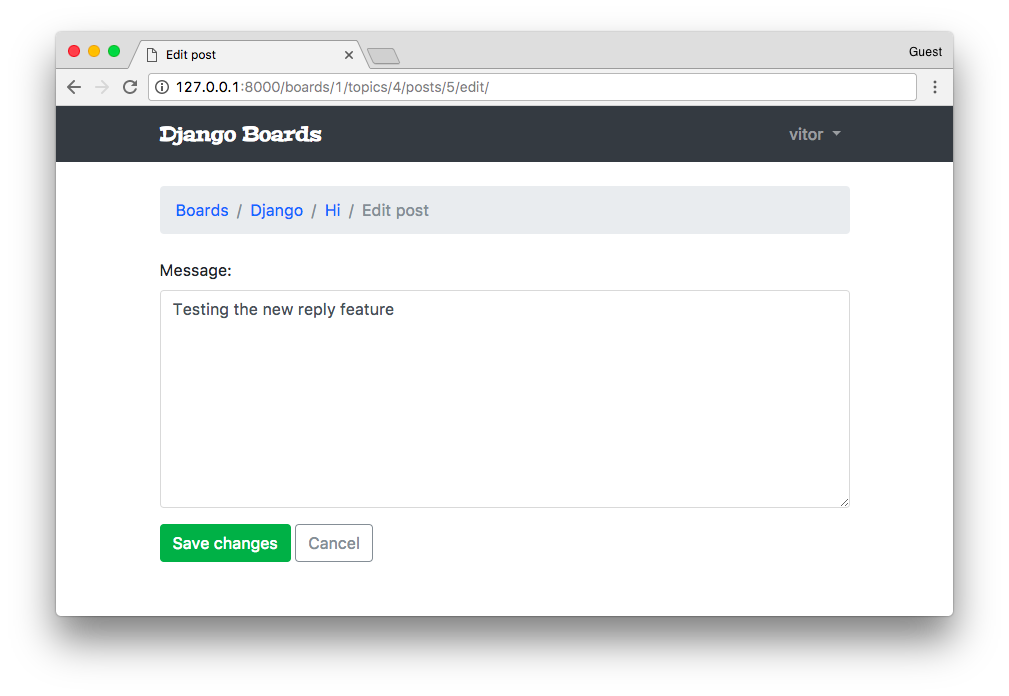 Edit post
Guest
127.0.0.1:8000/boards/1/topics/4/posts/5/edit/
Django Boards
vitor
Boards / Django / Hi / Edit post
Message:
Testing the new reply feature
Save changes
Cancel